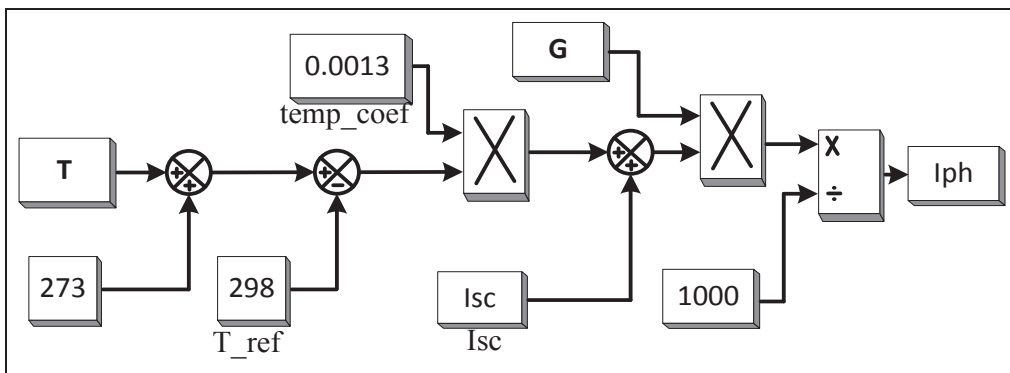 0.0013
temp_coef
G
T
273
298
T_ref
Isc
Isc
1000
X
÷
Iph